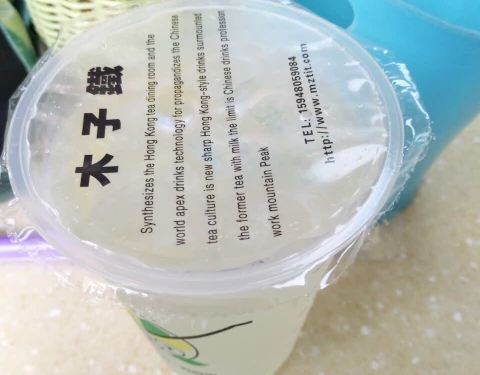 木子鐵
Synthesizes the Hong Kong tea dining room and the
world apex drinks technology for propagandizes the Chinese
tea culture is new sharp Hong Kong-style drinks surmounted
the former tea with milk the limit is Chinese drinks profession
work mountain Peak
TEL: 15948059084
http://www.mztit.com